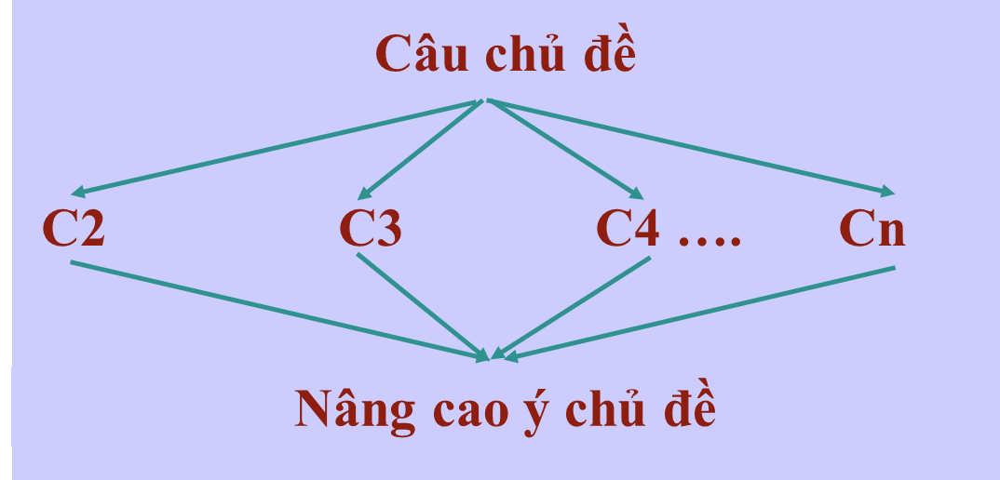 Câu chủ đề
C2 C3 C4 .... Cn
Nâng cao ý chủ đề